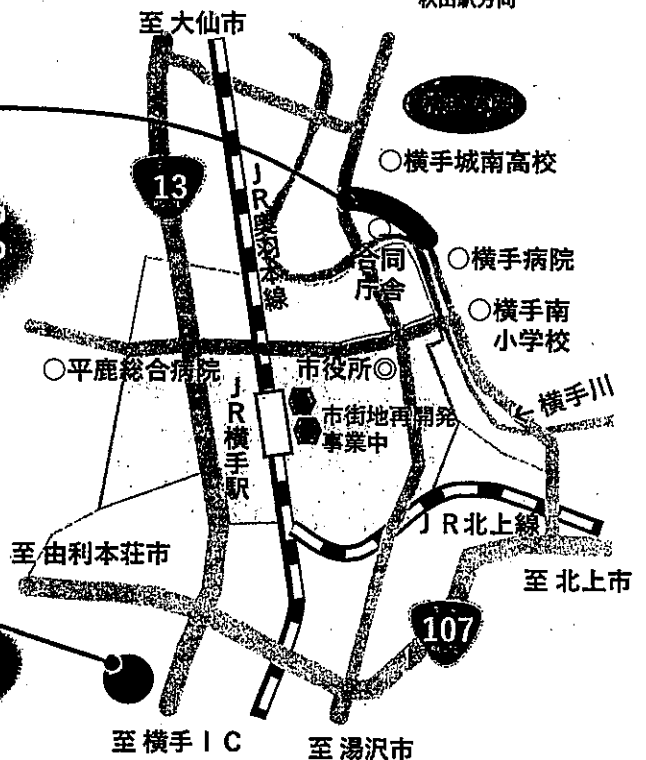 至 大仙市
13
JR奥羽本線
○横手城南高校
○
合同
庁舎
○横手病院
○横手南
小学校
○平鹿総合病院
市役所◎
←横手川
市街地再開発
事業中
JR横手駅
JR北上線
至 由利本荘市
至 北上市
107
至 横手IC
至 湯沢市